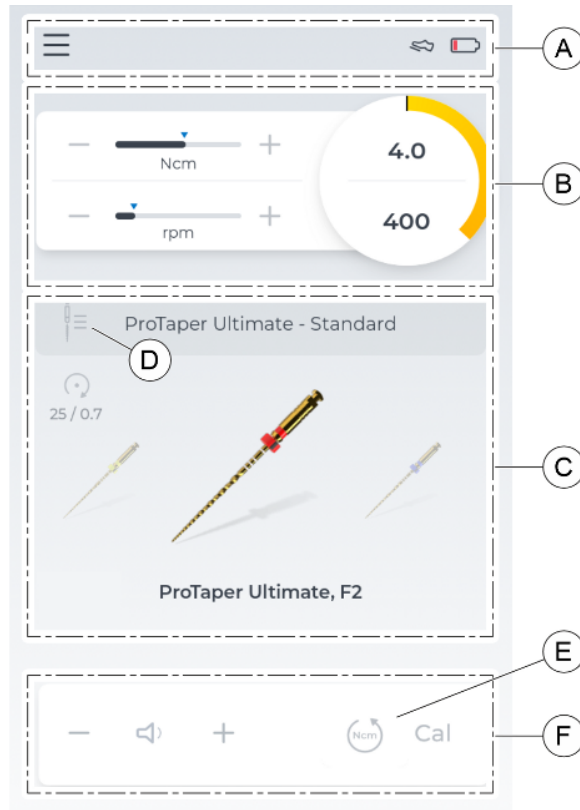 A
4.0
Ncm
B
400
rpm
ProTaper Ultimate - Standard
D
25 / 0.7
C
ProTaper Ultimate, F2
E
Ncm
Cal
F